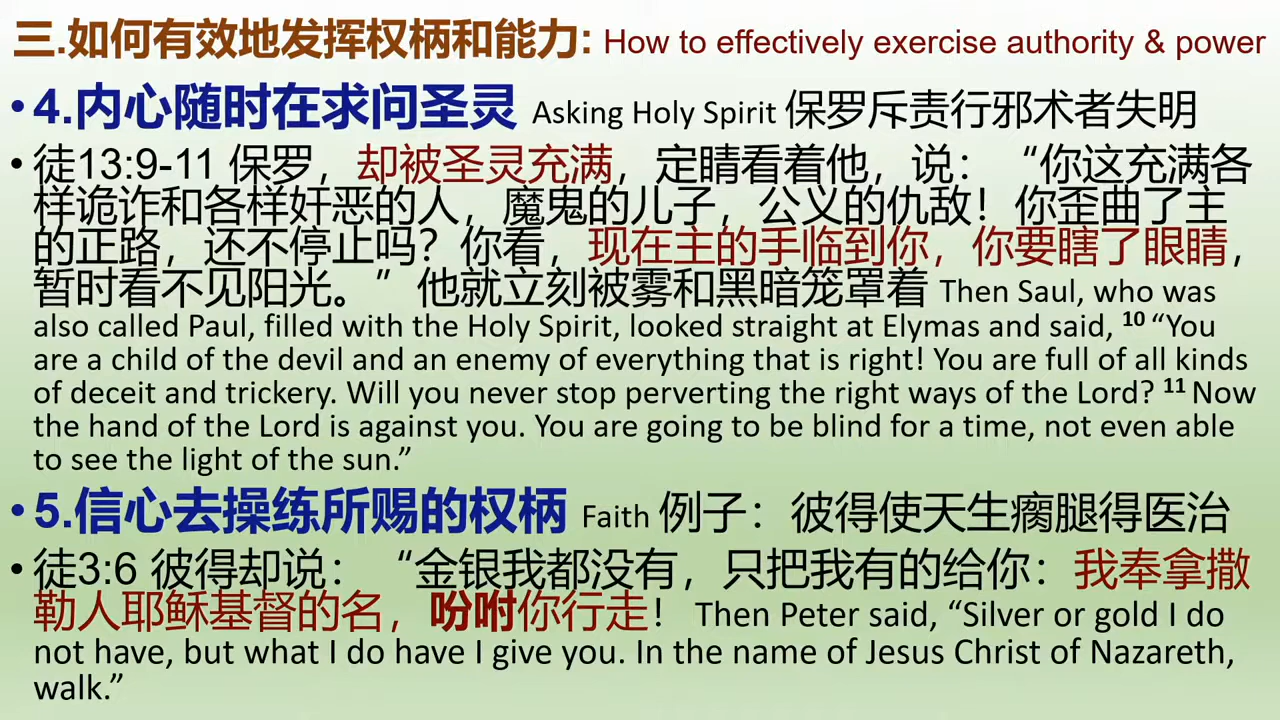 三.如何有效地发挥权柄和能力: How to effectively exercise authority & power
•4.内心随时在求问圣灵 Asking Holy Spirit 保罗斥责行邪术者失明
• 徒13:9-11 保罗，却被圣灵充满，定睛看着他，说：“你这充满各
样诡诈和各样奸恶的人，魔鬼的儿子，公义的仇敌！你歪曲了主
的正路，还不停止吗？你看，现在主的手临到你，你要瞎了眼睛，
暂时看不见阳光。”他就立刻被雾和黑暗笼罩着 Then Saul, who was
also called Paul, filled with the Holy Spirit, looked straight at Elymas and said, 10 “You
are a child of the devil and an enemy of everything that is right! You are full of all kinds
of deceit and trickery. Will you never stop perverting the right ways of the Lord? 11 Now
the hand of the Lord is against you. You are going to be blind for a time, not even able
to see the light of the sun.”
•5.信心去操练所赐的权柄 Faith 例子：彼得使天生瘸腿得医治
• 徒3:6 彼得却说：“金银我都没有，只把我有的给你：我奉拿撒
勒人耶稣基督的名，吩咐你行走！ Then Peter said, “Silver or gold I do
not have, but what I do have I give you. In the name of Jesus Christ of Nazareth,
walk.”